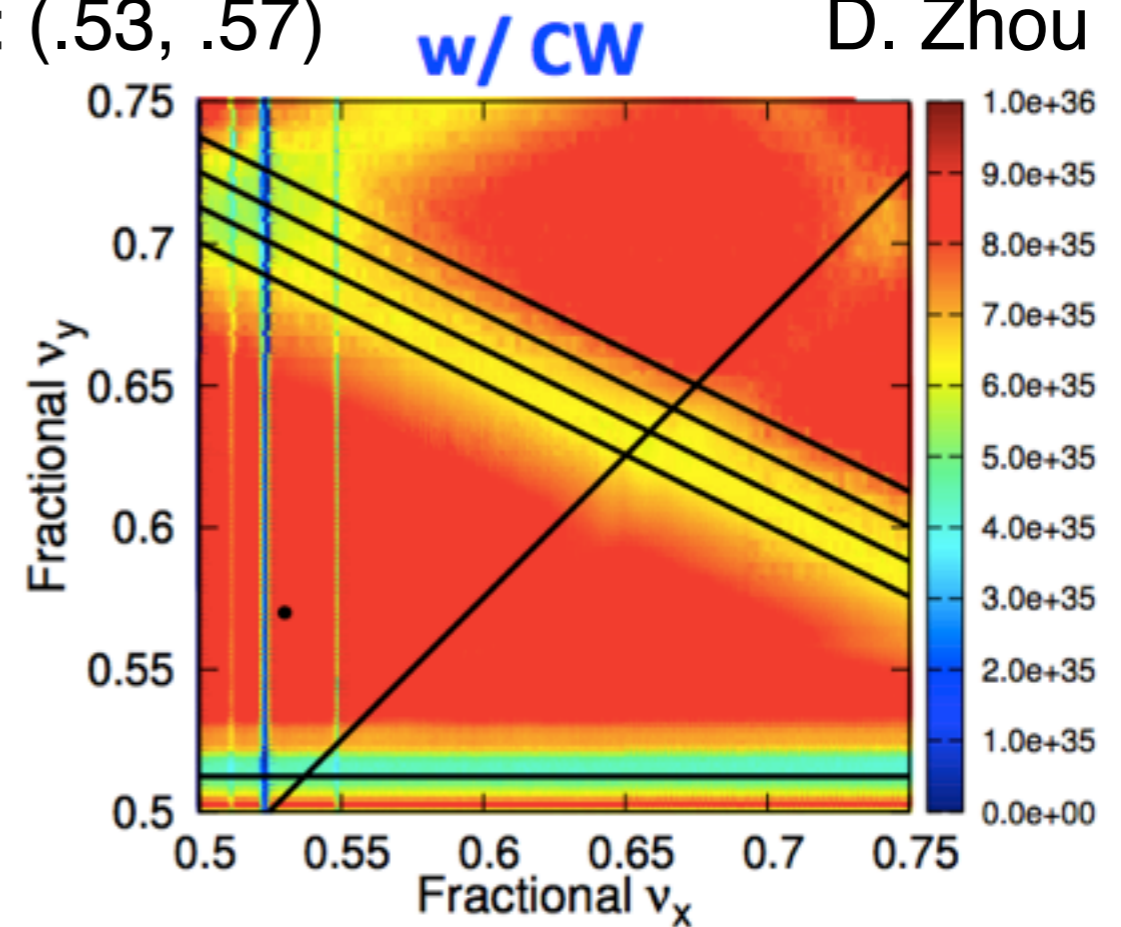 : (.53, .57)
w/ CW
D. Zhou
0.75
0.7
0.65
0.6
0.55
0.5
Fractional νy
0.5 0.55 0.6 0.65 0.7 0.75
Fractional νx
1.0e+36
9.0e+35
8.0e+35
7.0e+35
6.0e+35
5.0e+35
4.0e+35
3.0e+35
2.0e+35
1.0e+35
0.0e+00